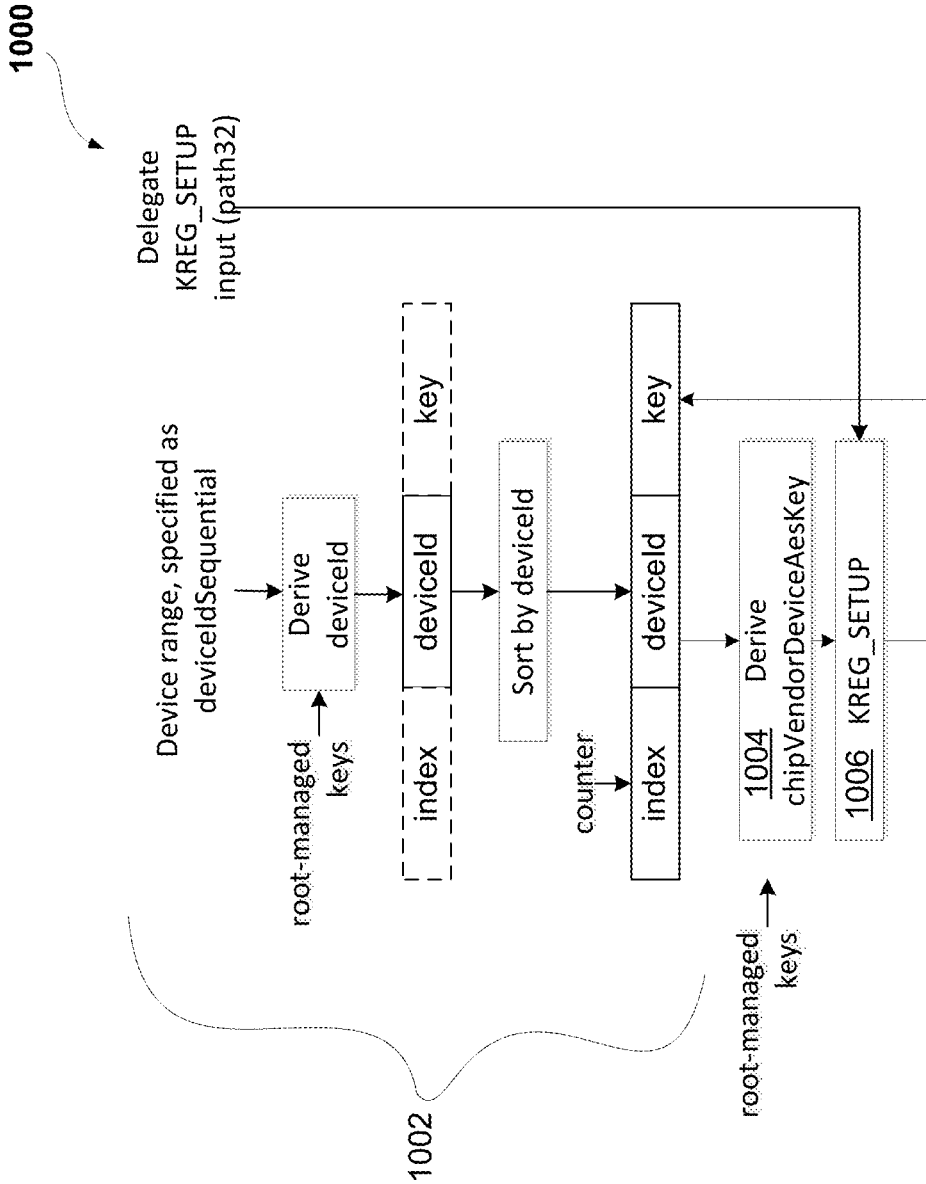 1000
Delegate
KREG_SETUP
input (path32)
Device range, specified as
deviceIdSequential
Derive
deviceId
root-managed
keys
index
deviceId
key
Sort by deviceId
counter
index
deviceId
key
1002
1004 Derive
chipVendorDeviceAesKey
root-managed
keys
1006 KREG_SETUP